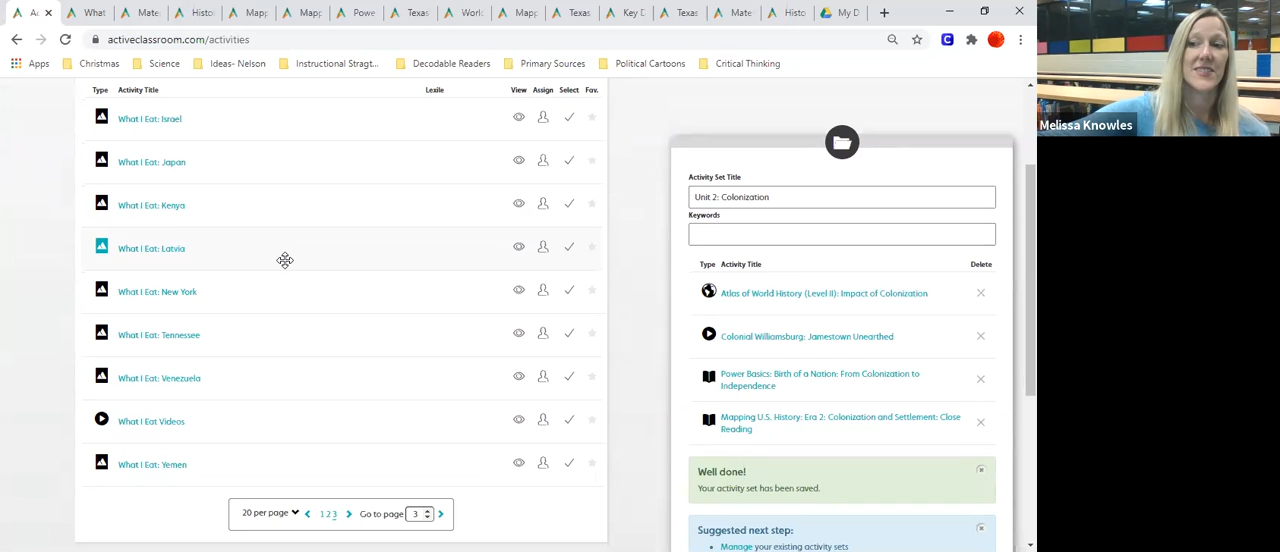 Ac
What
Mate
Histo
Mapp
Mapp
Pow
Texas
World
Mapp
Texas
Key D
Texas
Mate
Histo
My D
activeclassroom.com/activities
Apps
Christmas
Science
Ideas- Nelson
Instructional Strag...
Doodable Readers
Primary Sources
Political Cartoons
Critical Thinking
Melissa Knowles
Type Activity Title Lexile View Assign Select Fav.
What I Eat: Israel
What I Eat: Japan
What I Eat: Kenya
What I Eat: Latvia
What I Eat: New York
What I Eat: Tennessee
What I Eat: Venezuela
What I Eat Videos
What I Eat: Yemen
20 per page 1 2 3 Go to page 3
Activity Set Title
Unit 2: Colonization
Keywords
Type Activity Title Delete
Atlas of World History (Level II): Impact of Colonization
Colonial Williamsburg: Jamestown Unearthed
Power Basics: Birth of a Nation: From Colonization to
Independence
Mapping U.S. History: Era 2: Colonization and Settlement: Close
Reading
Well done!
Your activity set has been saved.
Suggested next step:
Manage your existing activity sets